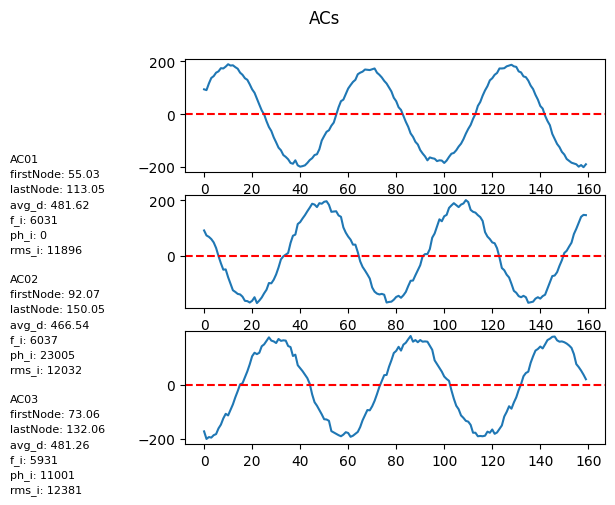 ACs
200
0
−200
0 20 40 60 80 100 120 140 160
200
0
0 20 40 60 80 100 120 140 160
0
−200
0 20 40 60 80 100 120 140 160
AC01
firstNode: 55.03
lastNode: 113.05
avg_d: 481.62
f_i: 6031
ph_i: 0
rms_i: 11896
AC02
firstNode: 92.07
lastNode: 150.05
avg_d: 466.54
f_i: 6037
ph_i: 23005
rms_i: 12032
AC03
firstNode: 73.06
lastNode: 132.06
avg_d: 481.26
f_i: 5931
ph_i: 11001
rms_i: 12381